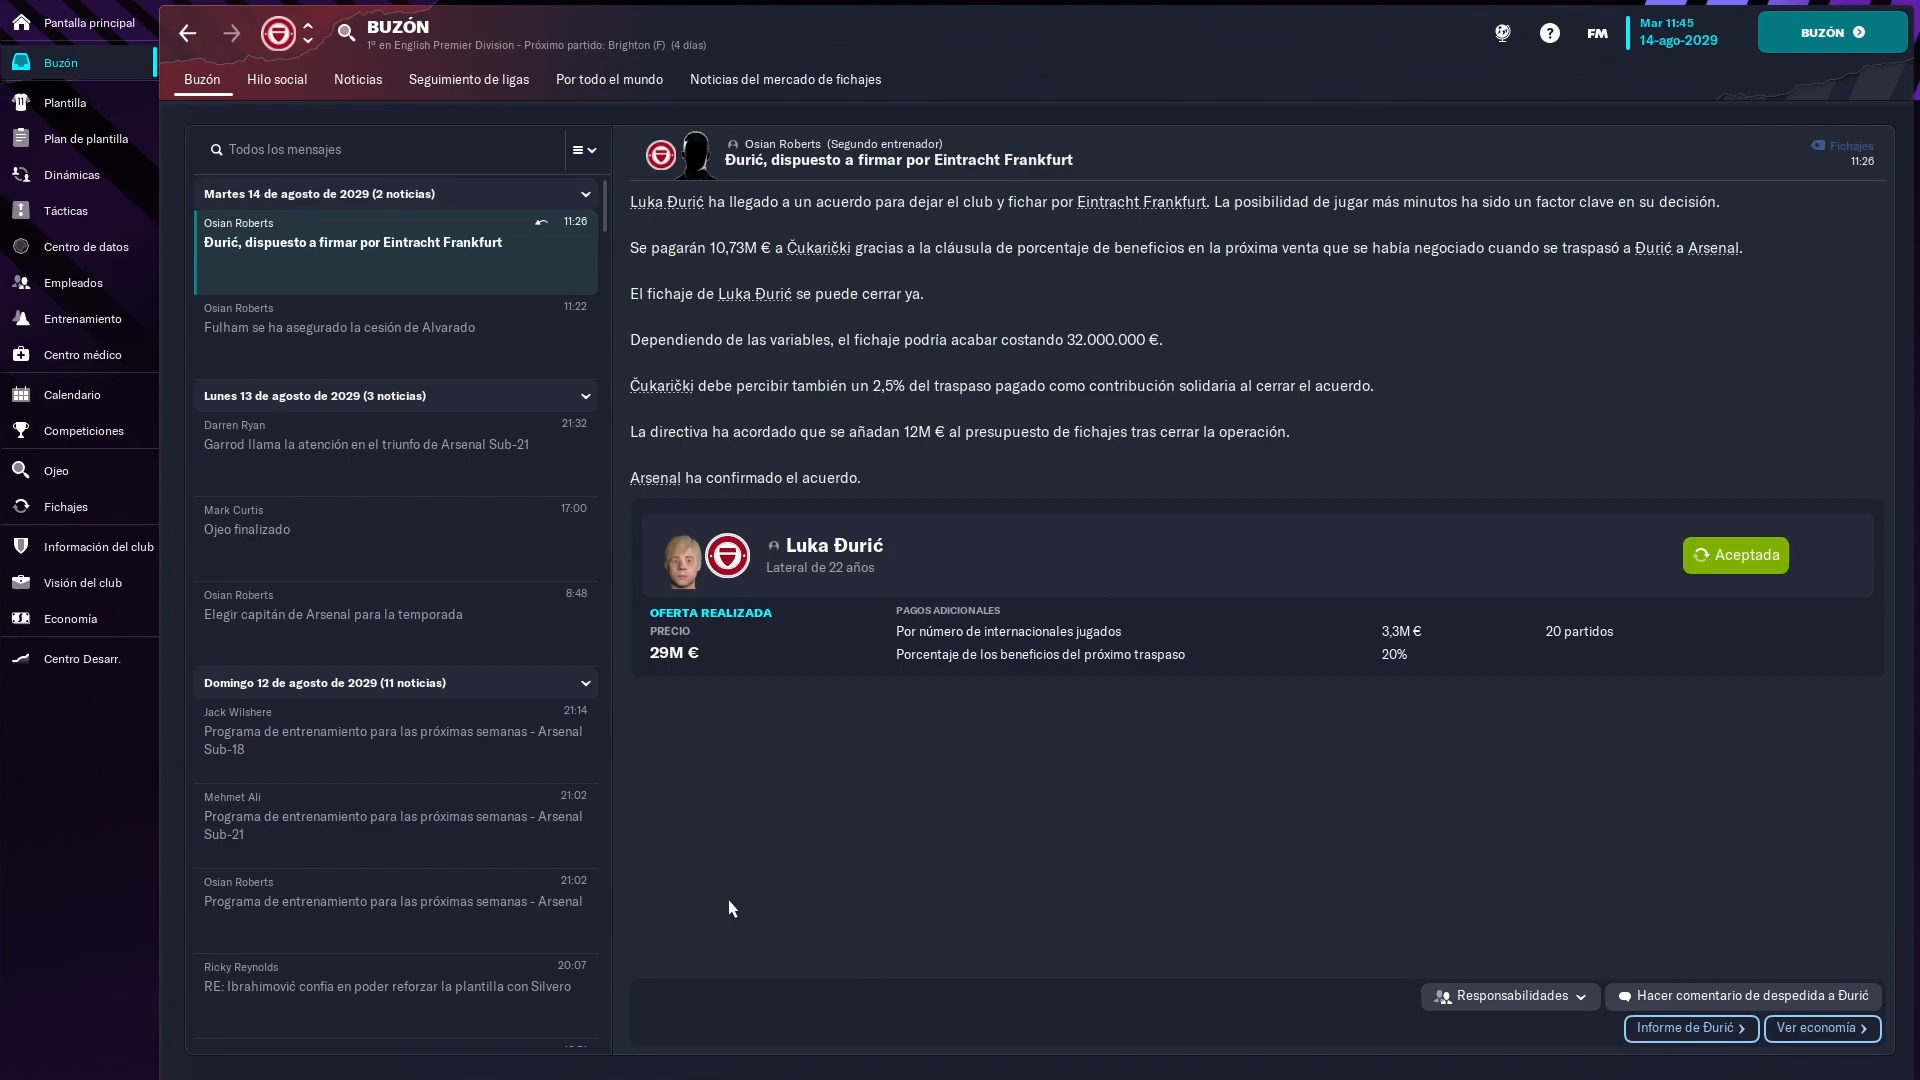 Pantalla principal
Buzón
Plantilla
Plan de plantilla
Dinámicas
Tácticas
Centro de datos
Empleados
Entrenamiento
Centro médico
Calendario
Competiciones
Ojeo
Fichajes
Información del club
Visión del club
Economía
Centro Desarr.
BUZÓN
1º en English Premier Division - Próximo partido: Brighton (F) (4 días)
FM
Mar 11:45
14-ago-2029
BUZÓN
Buzón
Hilo social
Noticias
Seguimiento de ligas
Por todo el mundo
Noticias del mercado de fichajes
Todos los mensajes
Martes 14 de agosto de 2029 (2 noticias)
Osian Roberts 11:26
Đurić, dispuesto a firmar por Eintracht Frankfurt
Osian Roberts 11:22
Fulham se ha asegurado la cesión de Alvarado
Lunes 13 de agosto de 2029 (3 noticias)
Darren Ryan 21:32
Garrod llama la atención en el triunfo de Arsenal Sub-21
Mark Curtis 17:00
Ojeo finalizado
Osian Roberts 8:48
Elegir capitán de Arsenal para la temporada
Domingo 12 de agosto de 2029 (11 noticias)
Jack Wilshere 21:14
Programa de entrenamiento para las próximas semanas - Arsenal
Sub-18
Mehmet Ali 21:02
Programa de entrenamiento para las próximas semanas - Arsenal
Sub-21
Osian Roberts 21:02
Programa de entrenamiento para las próximas semanas - Arsenal
Ricky Reynolds 20:07
RE: Ibrahimović confía en poder reforzar la plantilla con Silvero
Osian Roberts (Segundo entrenador)
Đurić, dispuesto a firmar por Eintracht Frankfurt
Fichajes
11:26
Luka Đurić ha llegado a un acuerdo para dejar el club y fichar por Eintracht Frankfurt. La posibilidad de jugar más minutos ha sido un factor clave en su decisión.
Se pagarán 10,73M € a Čukarički gracias a la cláusula de porcentaje de beneficios en la próxima venta que se había negociado cuando se traspasó a Đurić a Arsenal.
El fichaje de Luka Đurić se puede cerrar ya.
Dependiendo de las variables, el fichaje podría acabar costando 32.000.000 €.
Čukarički debe percibir también un 2,5% del traspaso pagado como contribución solidaria al cerrar el acuerdo.
La directiva ha acordado que se añadan 12M € al presupuesto de fichajes tras cerrar la operación.
Arsenal ha confirmado el acuerdo.
Luka Đurić
Lateral de 22 años
Aceptada
OFERTA REALIZADA
PRECIO
29M €
PAGOS ADICIONALES
Por número de internacionales jugados 3,3M € 20 partidos
Porcentaje de los beneficios del próximo traspaso 20%
Responsabilidades
Hacer comentario de despedida a Đurić
Informe de Đurić
Ver economía